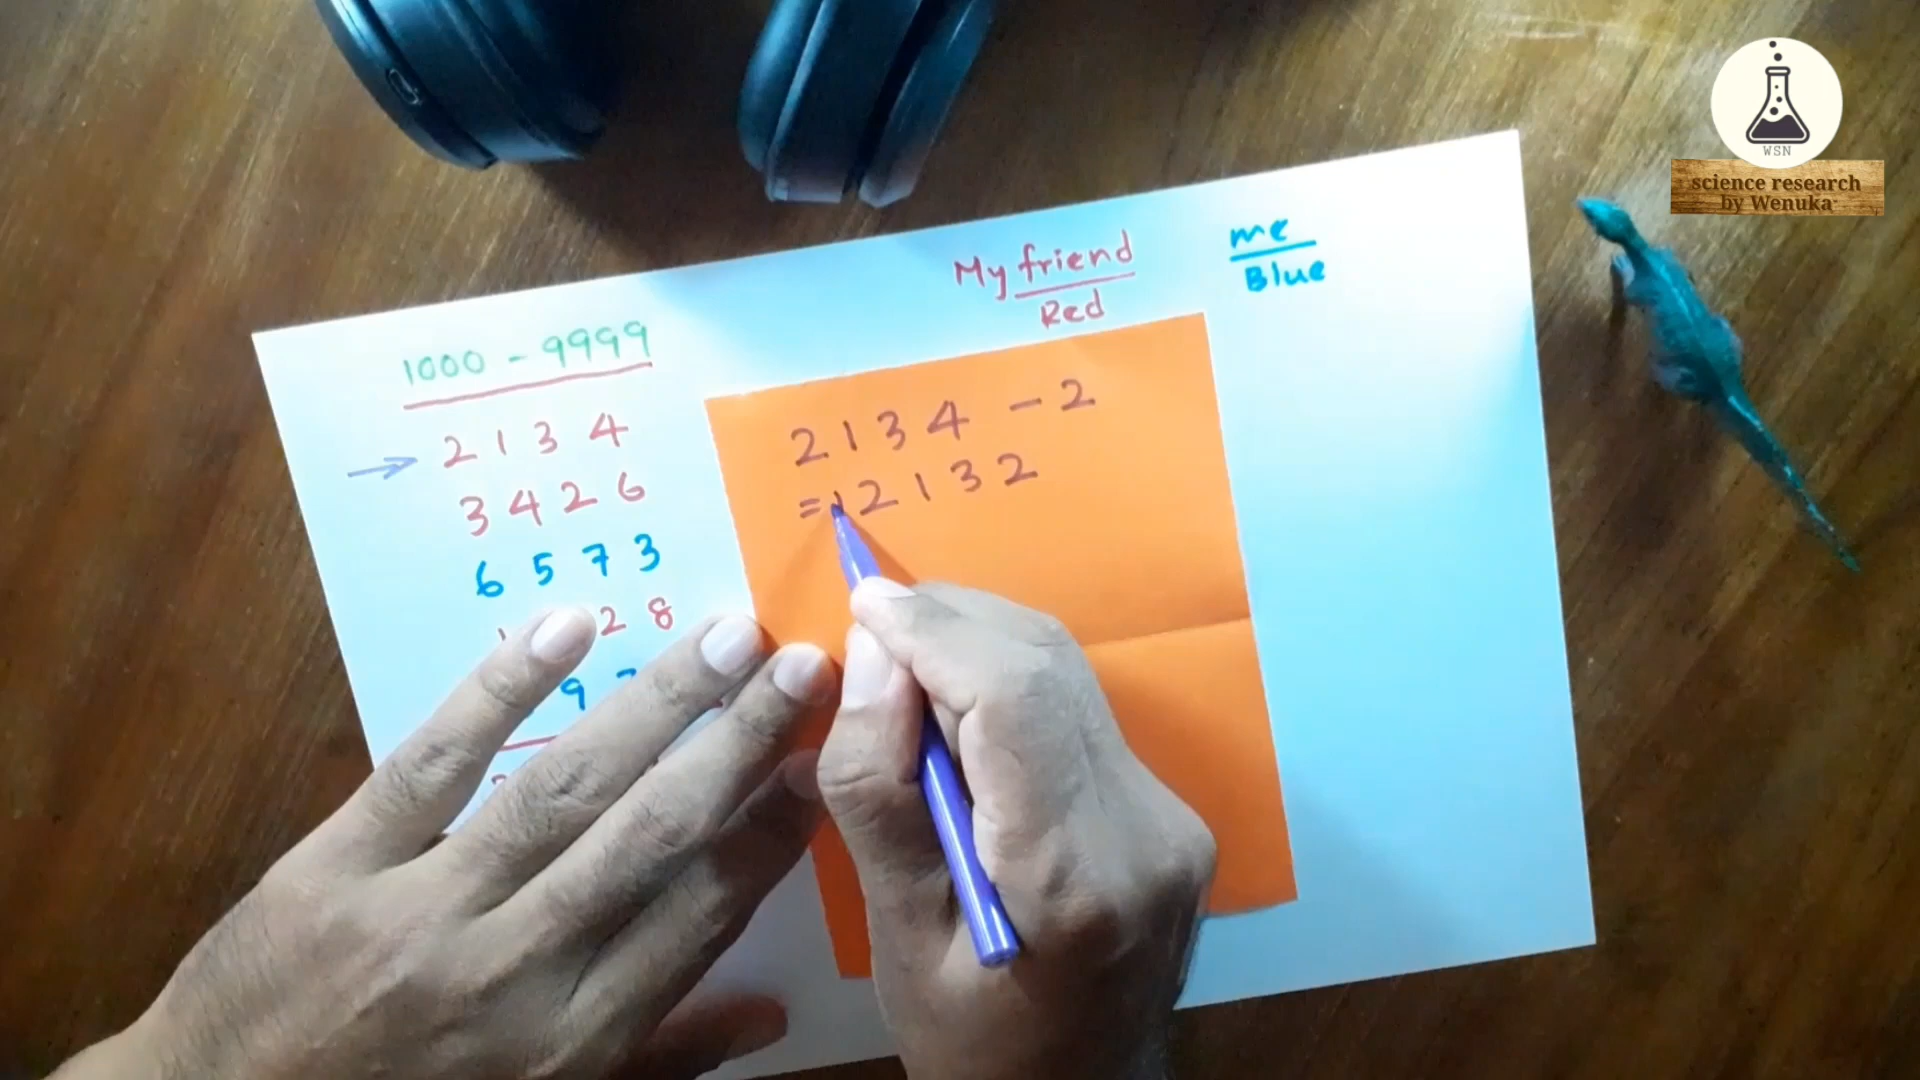 WSN
science research
by Wenuka
My friend
Red
me
Blue
1000 - 9999
2 1 3 4
3 4 2 6
6 5 7 3
2 8
9
2 1 3 4 - 2
= 1 2 1 3 2